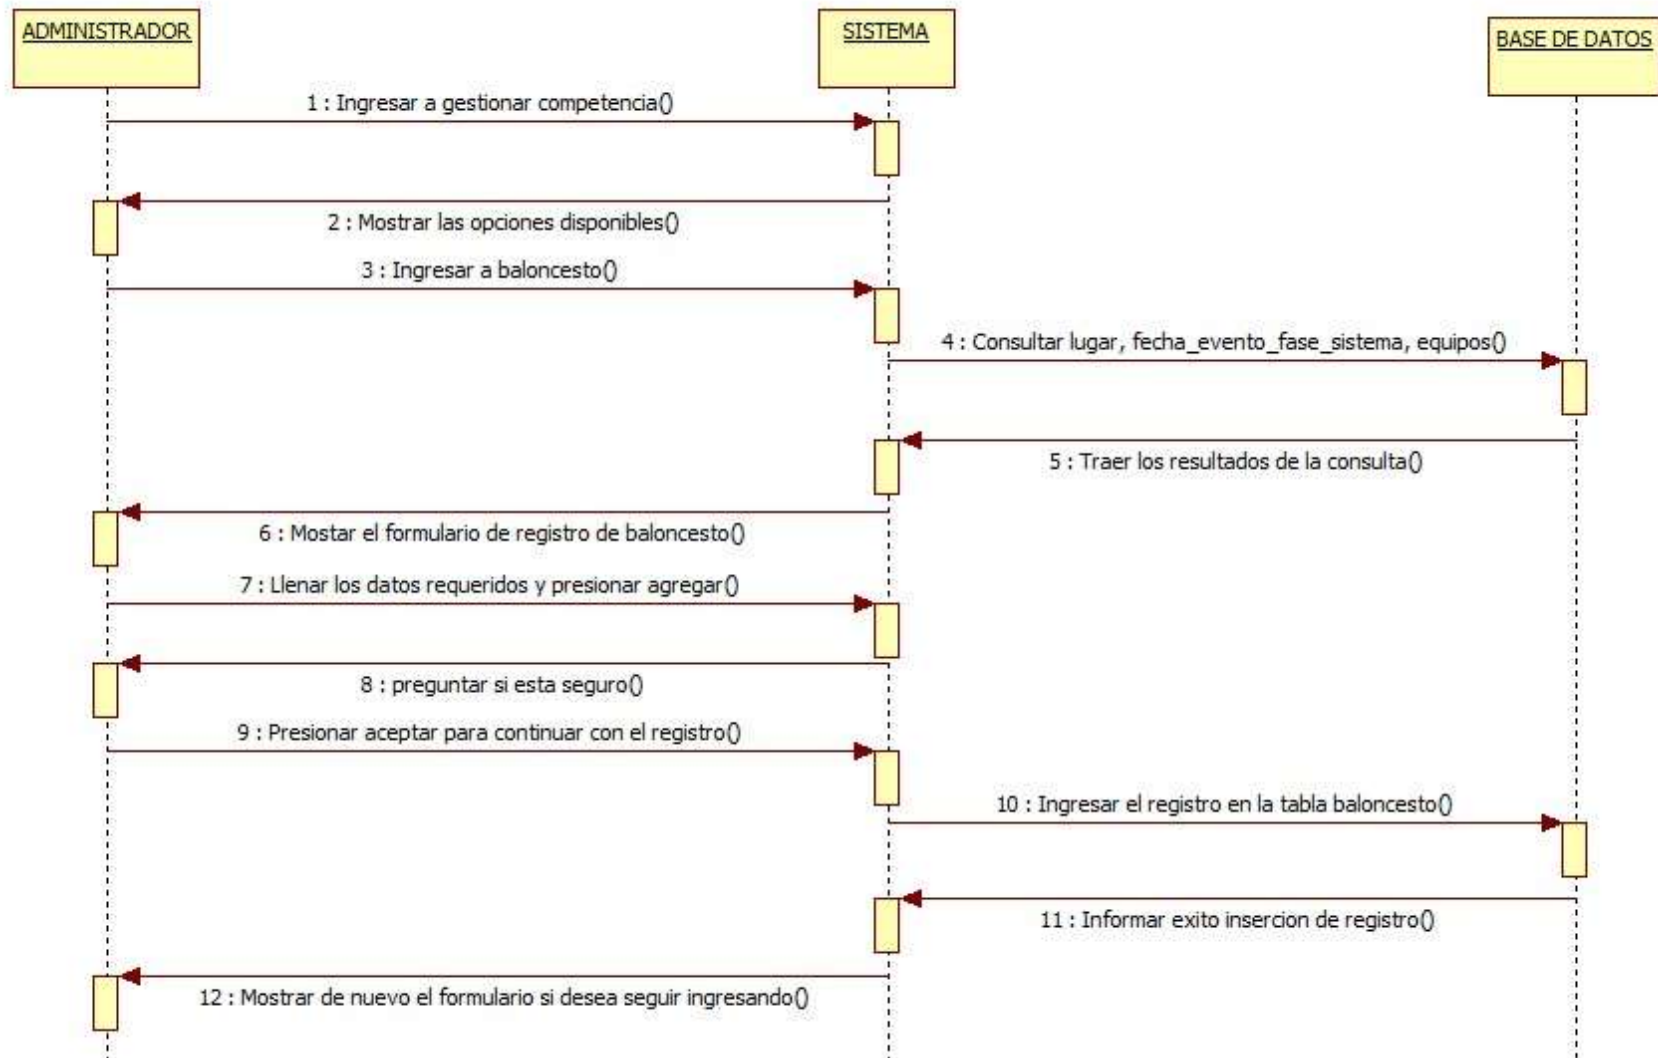 ADMINISTRADOR
SISTEMA
BASE DE DATOS
1 : Ingresar a gestionar competencia()
2 : Mostrar las opciones disponibles()
3 : Ingresar a baloncesto()
4 : Consultar lugar, fecha_evento_fase_sistema, equipos()
5 : Traer los resultados de la consulta()
6 : Mostar el formulario de registro de baloncesto()
7 : Llenar los datos requeridos y presionar agregar()
8 : preguntar si esta seguro()
9 : Presionar aceptar para continuar con el registro()
10 : Ingresar el registro en la tabla baloncesto()
11 : Informar exito insercion de registro()
12 : Mostrar de nuevo el formulario si desea seguir ingresando()